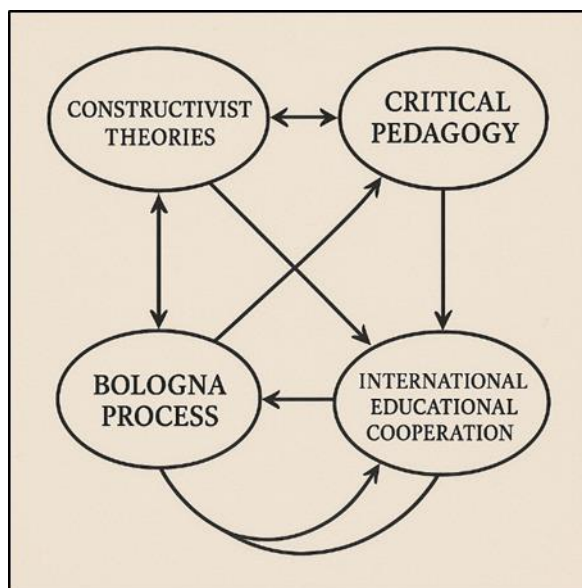 CONSTRUCTIVIST
THEORIES
CRITICAL
PEDAGOGY
BOLOGNA
PROCESS
INTERNATIONAL
EDUCATIONAL
COOPERATION